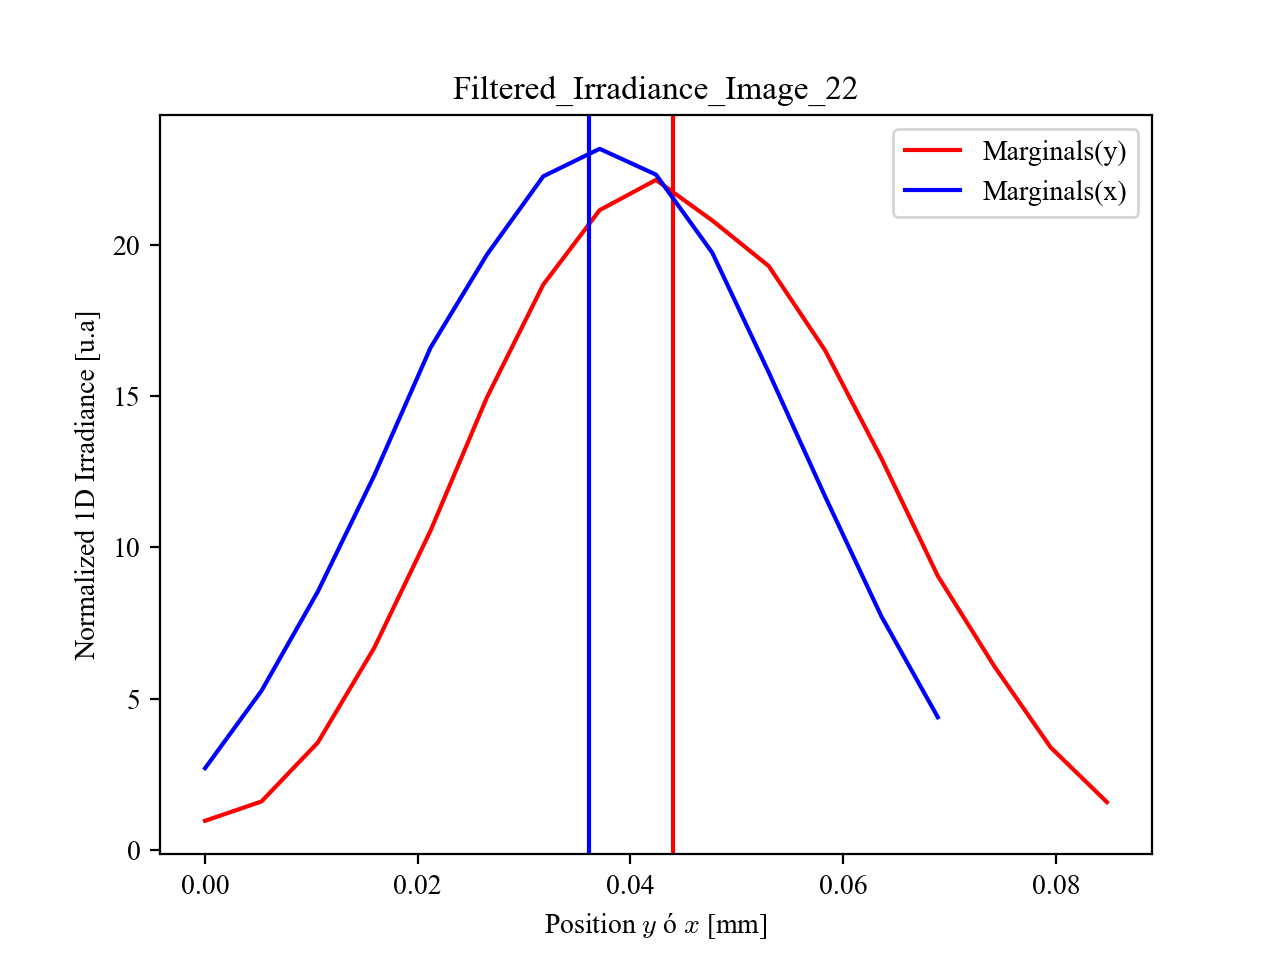 Filtered_Irradiance_Image_22
Marginals(y)
Marginals(x)
Normalized 1D Irradiance [u.a]
20
15
10
5
0
0.00 0.02 0.04 0.06 0.08
Position y ó x [mm]